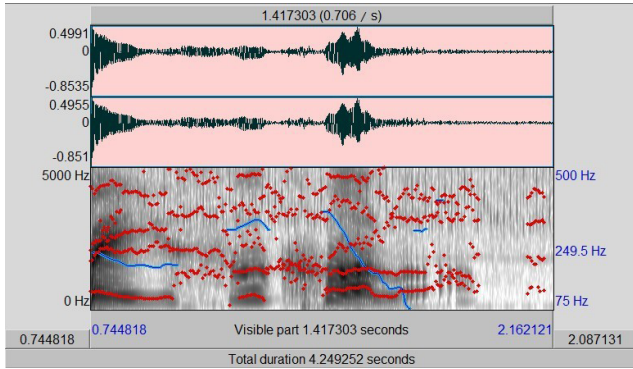 1.417303 (0.706 / s)
0.4991
0
-0.8535
0.4955
0
-0.851
5000 Hz 500 Hz
249.5 Hz
0 Hz 75 Hz
0.744818 0.744818 Visible part 1.417303 seconds 2.162121 2.087131
Total duration 4.249252 seconds